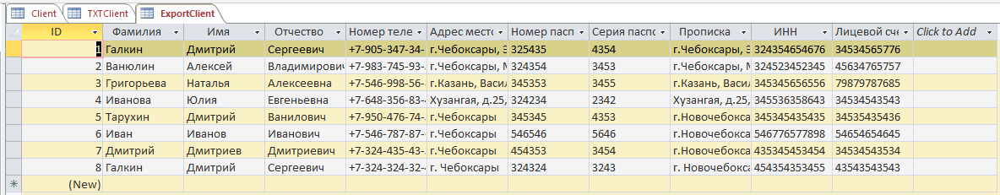 Client TXTClient ExportClient
ID Фамилия Имя Отчество Номер теле Адрес место Номер пасп Серия паспо Прописка ИНН Лицевой сче Click to Add
1 Галкин Дмитрий Сергеевич +7-905-347-34- г.Чебоксары, Э 325435 4354 г.Чебоксары, Э 324354654676 34534565776
2 Ванюлин Алексей Владимирович +7-983-745-93- г.Чебоксары, М 324354 3453 г.Чебоксары, М 324523452345 45634765757
3 Григорьева Наталья Алексеевна +7-546-998-56- г.Казань, Васил 345353 3455 г.Казань, Васил 345345656556 79879787685
4 Иванова Юлия Евгеньевна +7-648-356-83- Хузангая, д.25, 324234 2342 Хузангая, д.25, 345536358643 34534543543
5 Тарухин Дмитрий Ванилович +7-950-476-74- г.Чебоксары 345345 4353 г.Новочебокса 345345435435 34535435436
6 Иван Иванов Иванович +7-546-787-87- г.Чебоксары 546546 5646 г.Новочебокса 546776577898 54654654645
7 Дмитрий Дмитриев Дмитриевич +7-324-435-43- г.Чебоксары 454353 3454 г.Новочебокса 435345453454 34534543534
8 Галкин Дмитрий Сергеевич +7-324-324-32- г. Чебоксары 324324 3243 г. Новочебокса 454354353455 43543543543
(New)